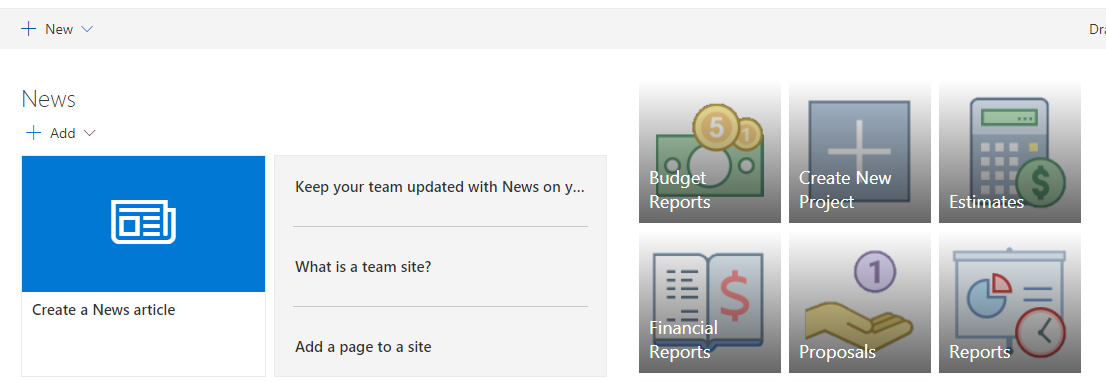 New
Dra
News
Add
Create a News article
Keep your team updated with News on y...
What is a team site?
Add a page to a site
5
1
Budget
Reports
Create New
Project
$
Estimates
$
Financial
Reports
1
Proposals
Reports